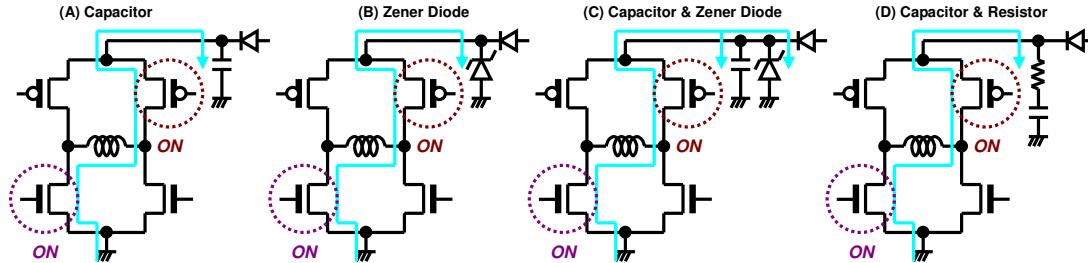 (A) Capacitor
(B) Zener Diode
(C) Capacitor & Zener Diode
(D) Capacitor & Resistor
ON
ON
ON
ON
ON
ON
ON
ON